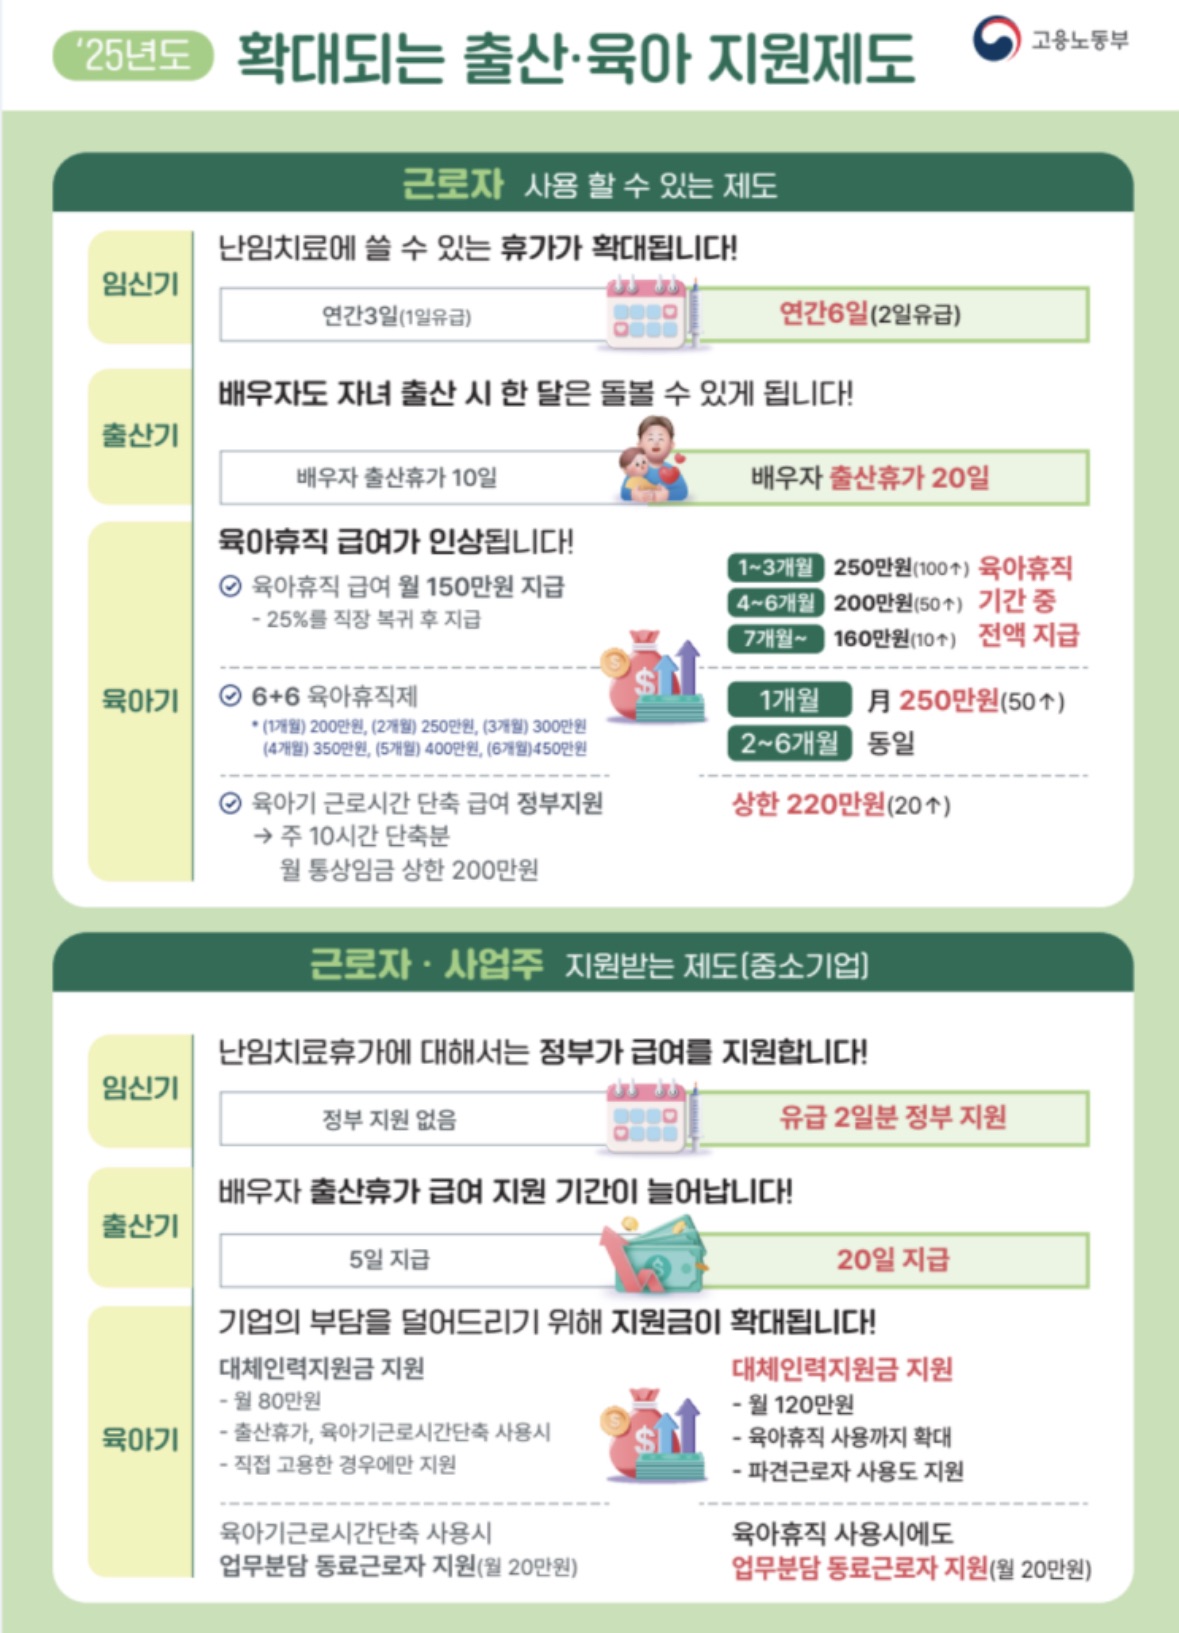 '25년도 확대되는 출산·육아 지원제도
고용노동부
근로자 사용 할 수 있는 제도
임신기
난임치료에 쓸 수 있는 휴가가 확대됩니다!
연간3일(1일유급)
연간6일(2일유급)
출산기
배우자도 자녀 출산 시 한 달은 돌볼 수 있게 됩니다!
배우자 출산휴가 10일
배우자 출산휴가 20일
육아기
육아휴직 급여가 인상됩니다!
육아휴직 급여 월 150만원 지급
- 25%를 직장 복귀 후 지급
1~3개월 250만원(100↑)
4~6개월 200만원(50↑)
7개월~ 160만원(10↑)
육아휴직
기간 중
전액 지급
6+6 육아휴직제
* (1개월) 200만원, (2개월) 250만원, (3개월) 300만원
(4개월) 350만원, (5개월) 400만원, (6개월)450만원
1개월 月 250만원(50↑)
2~6개월 동일
육아기 근로시간 단축 급여 정부지원
→ 주 10시간 단축분
월 통상임금 상한 200만원
상한 220만원(20↑)
근로자 · 사업주 지원받는 제도(중소기업)
임신기
난임치료휴가에 대해서는 정부가 급여를 지원합니다!
정부 지원 없음
유급 2일분 정부 지원
출산기
배우자 출산휴가 급여 지원 기간이 늘어납니다!
5일 지급
20일 지급
육아기
기업의 부담을 덜어드리기 위해 지원금이 확대됩니다!
대체인력지원금 지원
- 월 80만원
- 출산휴가, 육아기근로시간단축 사용시
- 직접 고용한 경우에만 지원
대체인력지원금 지원
- 월 120만원
- 육아휴직 사용까지 확대
- 파견근로자 사용도 지원
육아기근로시간단축 사용시
업무분담 동료근로자 지원(월 20만원)
육아휴직 사용시에도
업무분담 동료근로자 지원(월 20만원)